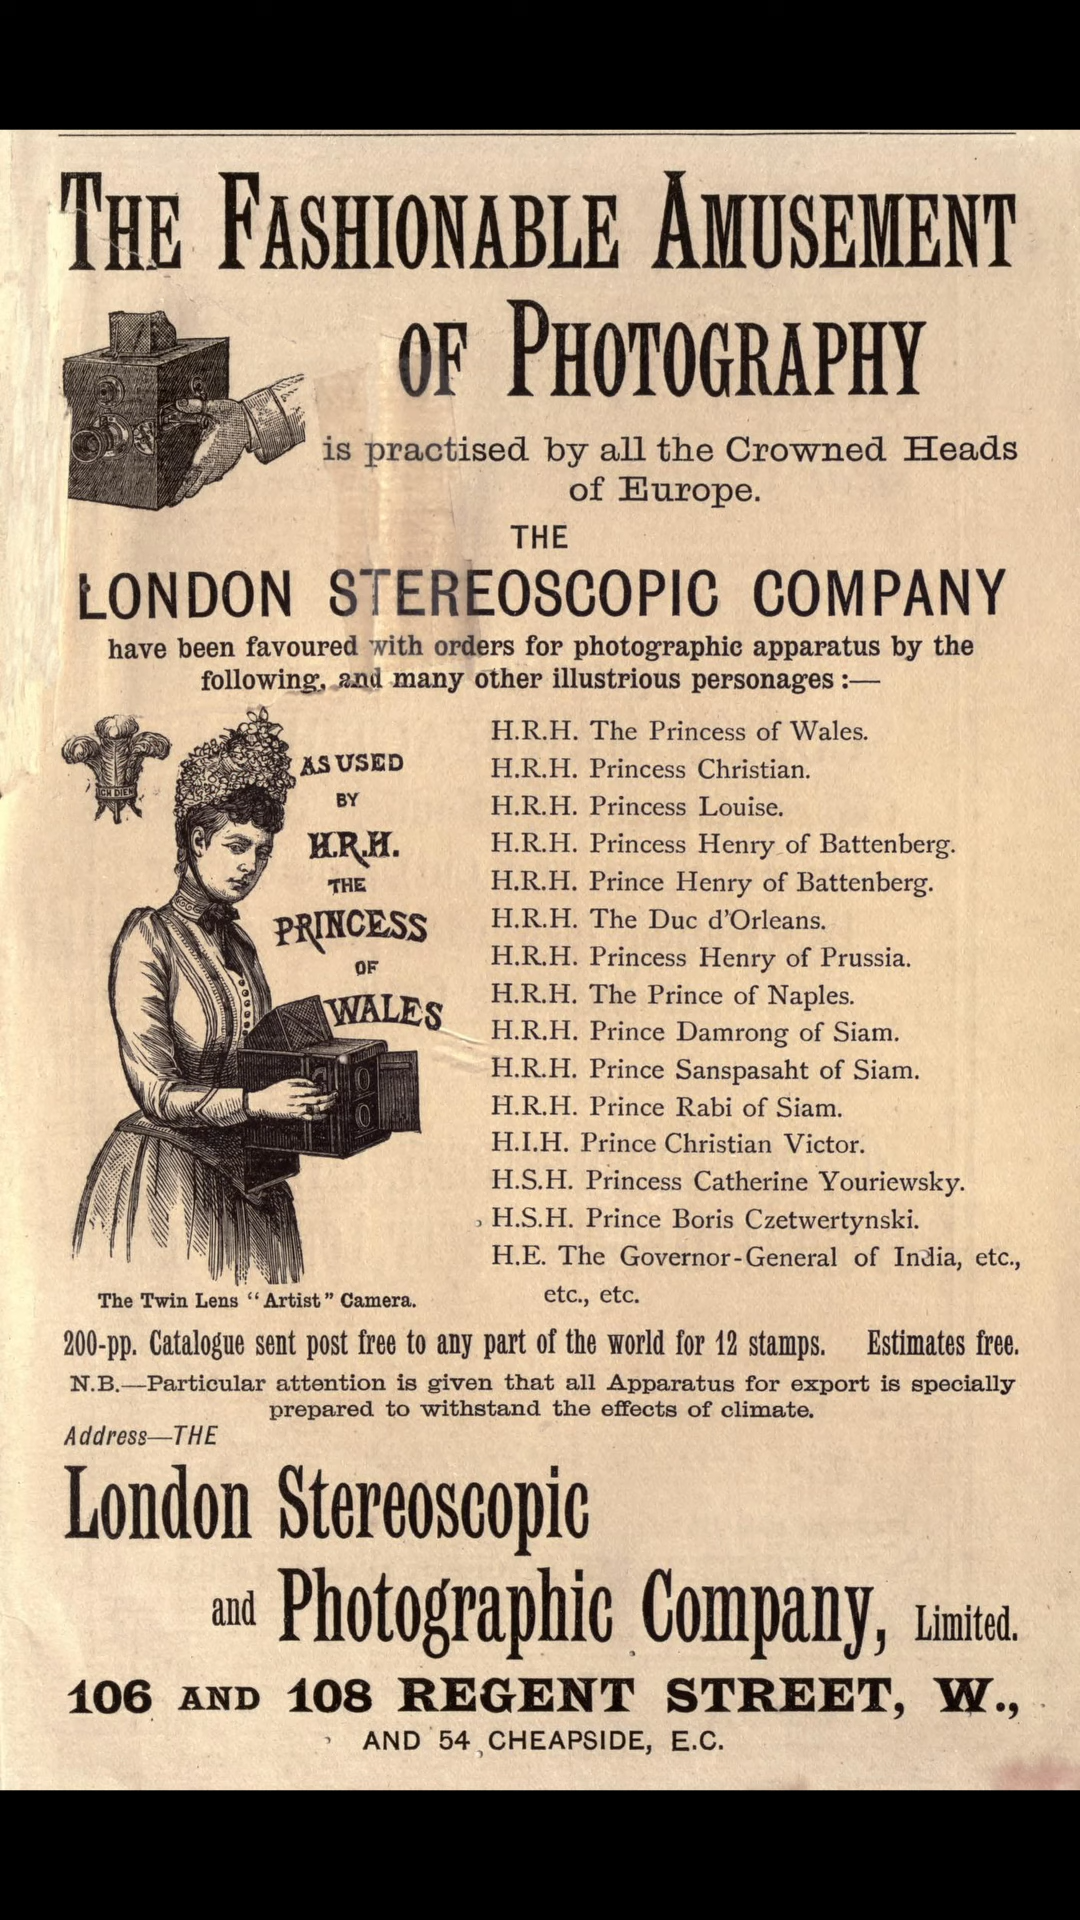 THE FASHIONABLE AMUSEMENT
OF PHOTOGRAPHY
is practised by all the Crowned Heads
of Europe.
THE
LONDON STEREOSCOPIC COMPANY
have been favoured with orders for photographic apparatus by the
following, and many other illustrious personages :—
ICH DIEN
AS USED
BY
H.R.H.
THE
PRINCESS
OF
WALES
The Twin Lens “Artist” Camera.
H.R.H. The Princess of Wales.
H.R.H. Princess Christian.
H.R.H. Princess Louise.
H.R.H. Princess Henry of Battenberg.
H.R.H. Prince Henry of Battenberg.
H.R.H. The Duc d’Orleans.
H.R.H. Princess Henry of Prussia.
H.R.H. The Prince of Naples.
H.R.H. Prince Damrong of Siam.
H.R.H. Prince Sanspasaht of Siam.
H.R.H. Prince Rabi of Siam.
H.I.H. Prince Christian Victor.
H.S.H. Princess Catherine Youriewsky.
H.S.H. Prince Boris Czetwertynski.
H.E. The Governor-General of India, etc.,
etc., etc.
200-pp. Catalogue sent post free to any part of the world for 12 stamps. Estimates free.
N.B.—Particular attention is given that all Apparatus for export is specially
prepared to withstand the effects of climate.
Address—THE
London Stereoscopic
and Photographic Company, Limited.
106 AND 108 REGENT STREET, W.,
AND 54 CHEAPSIDE, E.C.